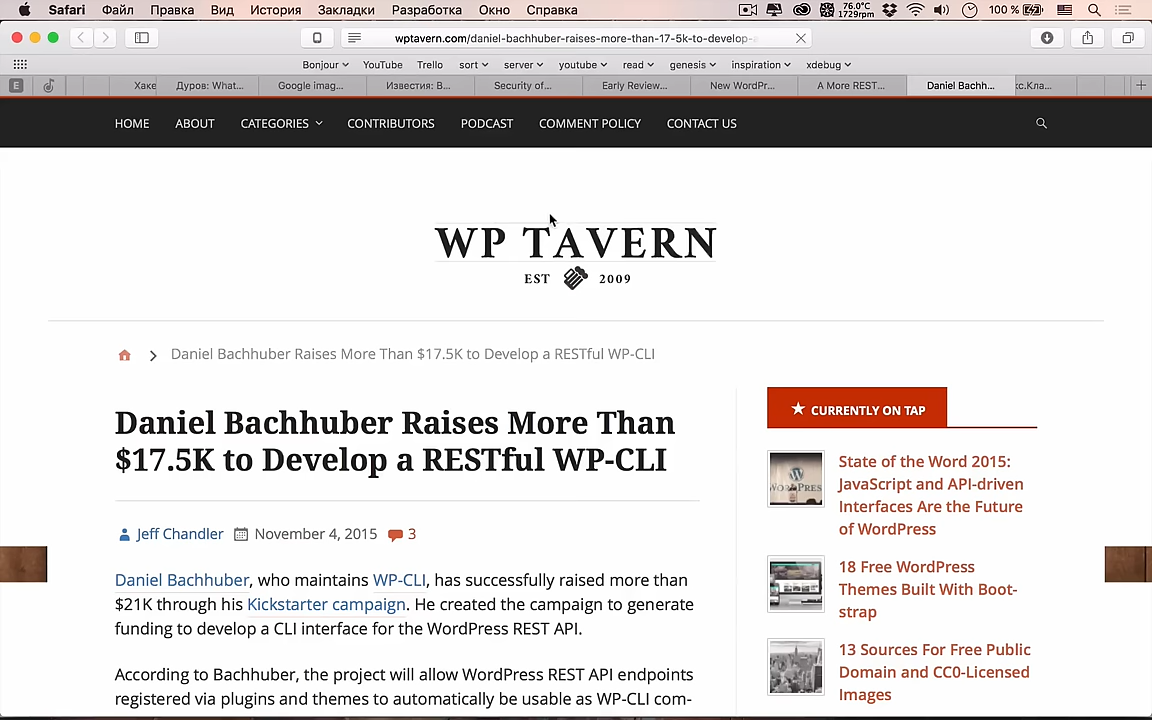 Safari Файл Правка Вид История Закладки Разработка Окно Справка 76.0°C 1729rpm 100 %
wptavern.com/daniel-bachhuber-raises-more-than-17-5k-to-develop-
Bonjour YouTube Trello sort server youtube read genesis inspiration xdebug
E Хаке Дуров: What... Google imag... Известия: В... Security of... Early Review... New WordPr... A More REST... Daniel Bachh... кс.Кла...
HOME ABOUT CATEGORIES CONTRIBUTORS PODCAST COMMENT POLICY CONTACT US
WP TAVERN
EST 2009
Daniel Bachhuber Raises More Than $17.5K to Develop a RESTful WP-CLI
Daniel Bachhuber Raises More Than
$17.5K to Develop a RESTful WP-CLI
Jeff Chandler November 4, 2015 3
Daniel Bachhuber, who maintains WP-CLI, has successfully raised more than
$21K through his Kickstarter campaign. He created the campaign to generate
funding to develop a CLI interface for the WordPress REST API.
According to Bachhuber, the project will allow WordPress REST API endpoints
registered via plugins and themes to automatically be usable as WP-CLI com-
★ CURRENTLY ON TAP
State of the Word 2015:
JavaScript and API-driven
Interfaces Are the Future
of WordPress
18 Free WordPress
Themes Built With Boot-
strap
13 Sources For Free Public
Domain and CC0-Licensed
Images